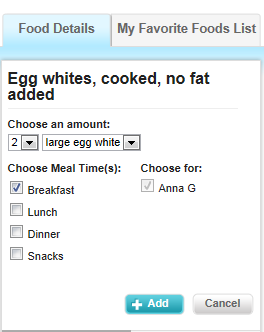 Food Details My Favorite Foods List
Egg whites, cooked, no fat
added
Choose an amount:
2 large egg white
Choose Meal Time(s): Choose for:
Breakfast Anna G
Lunch
Dinner
Snacks
Add Cancel